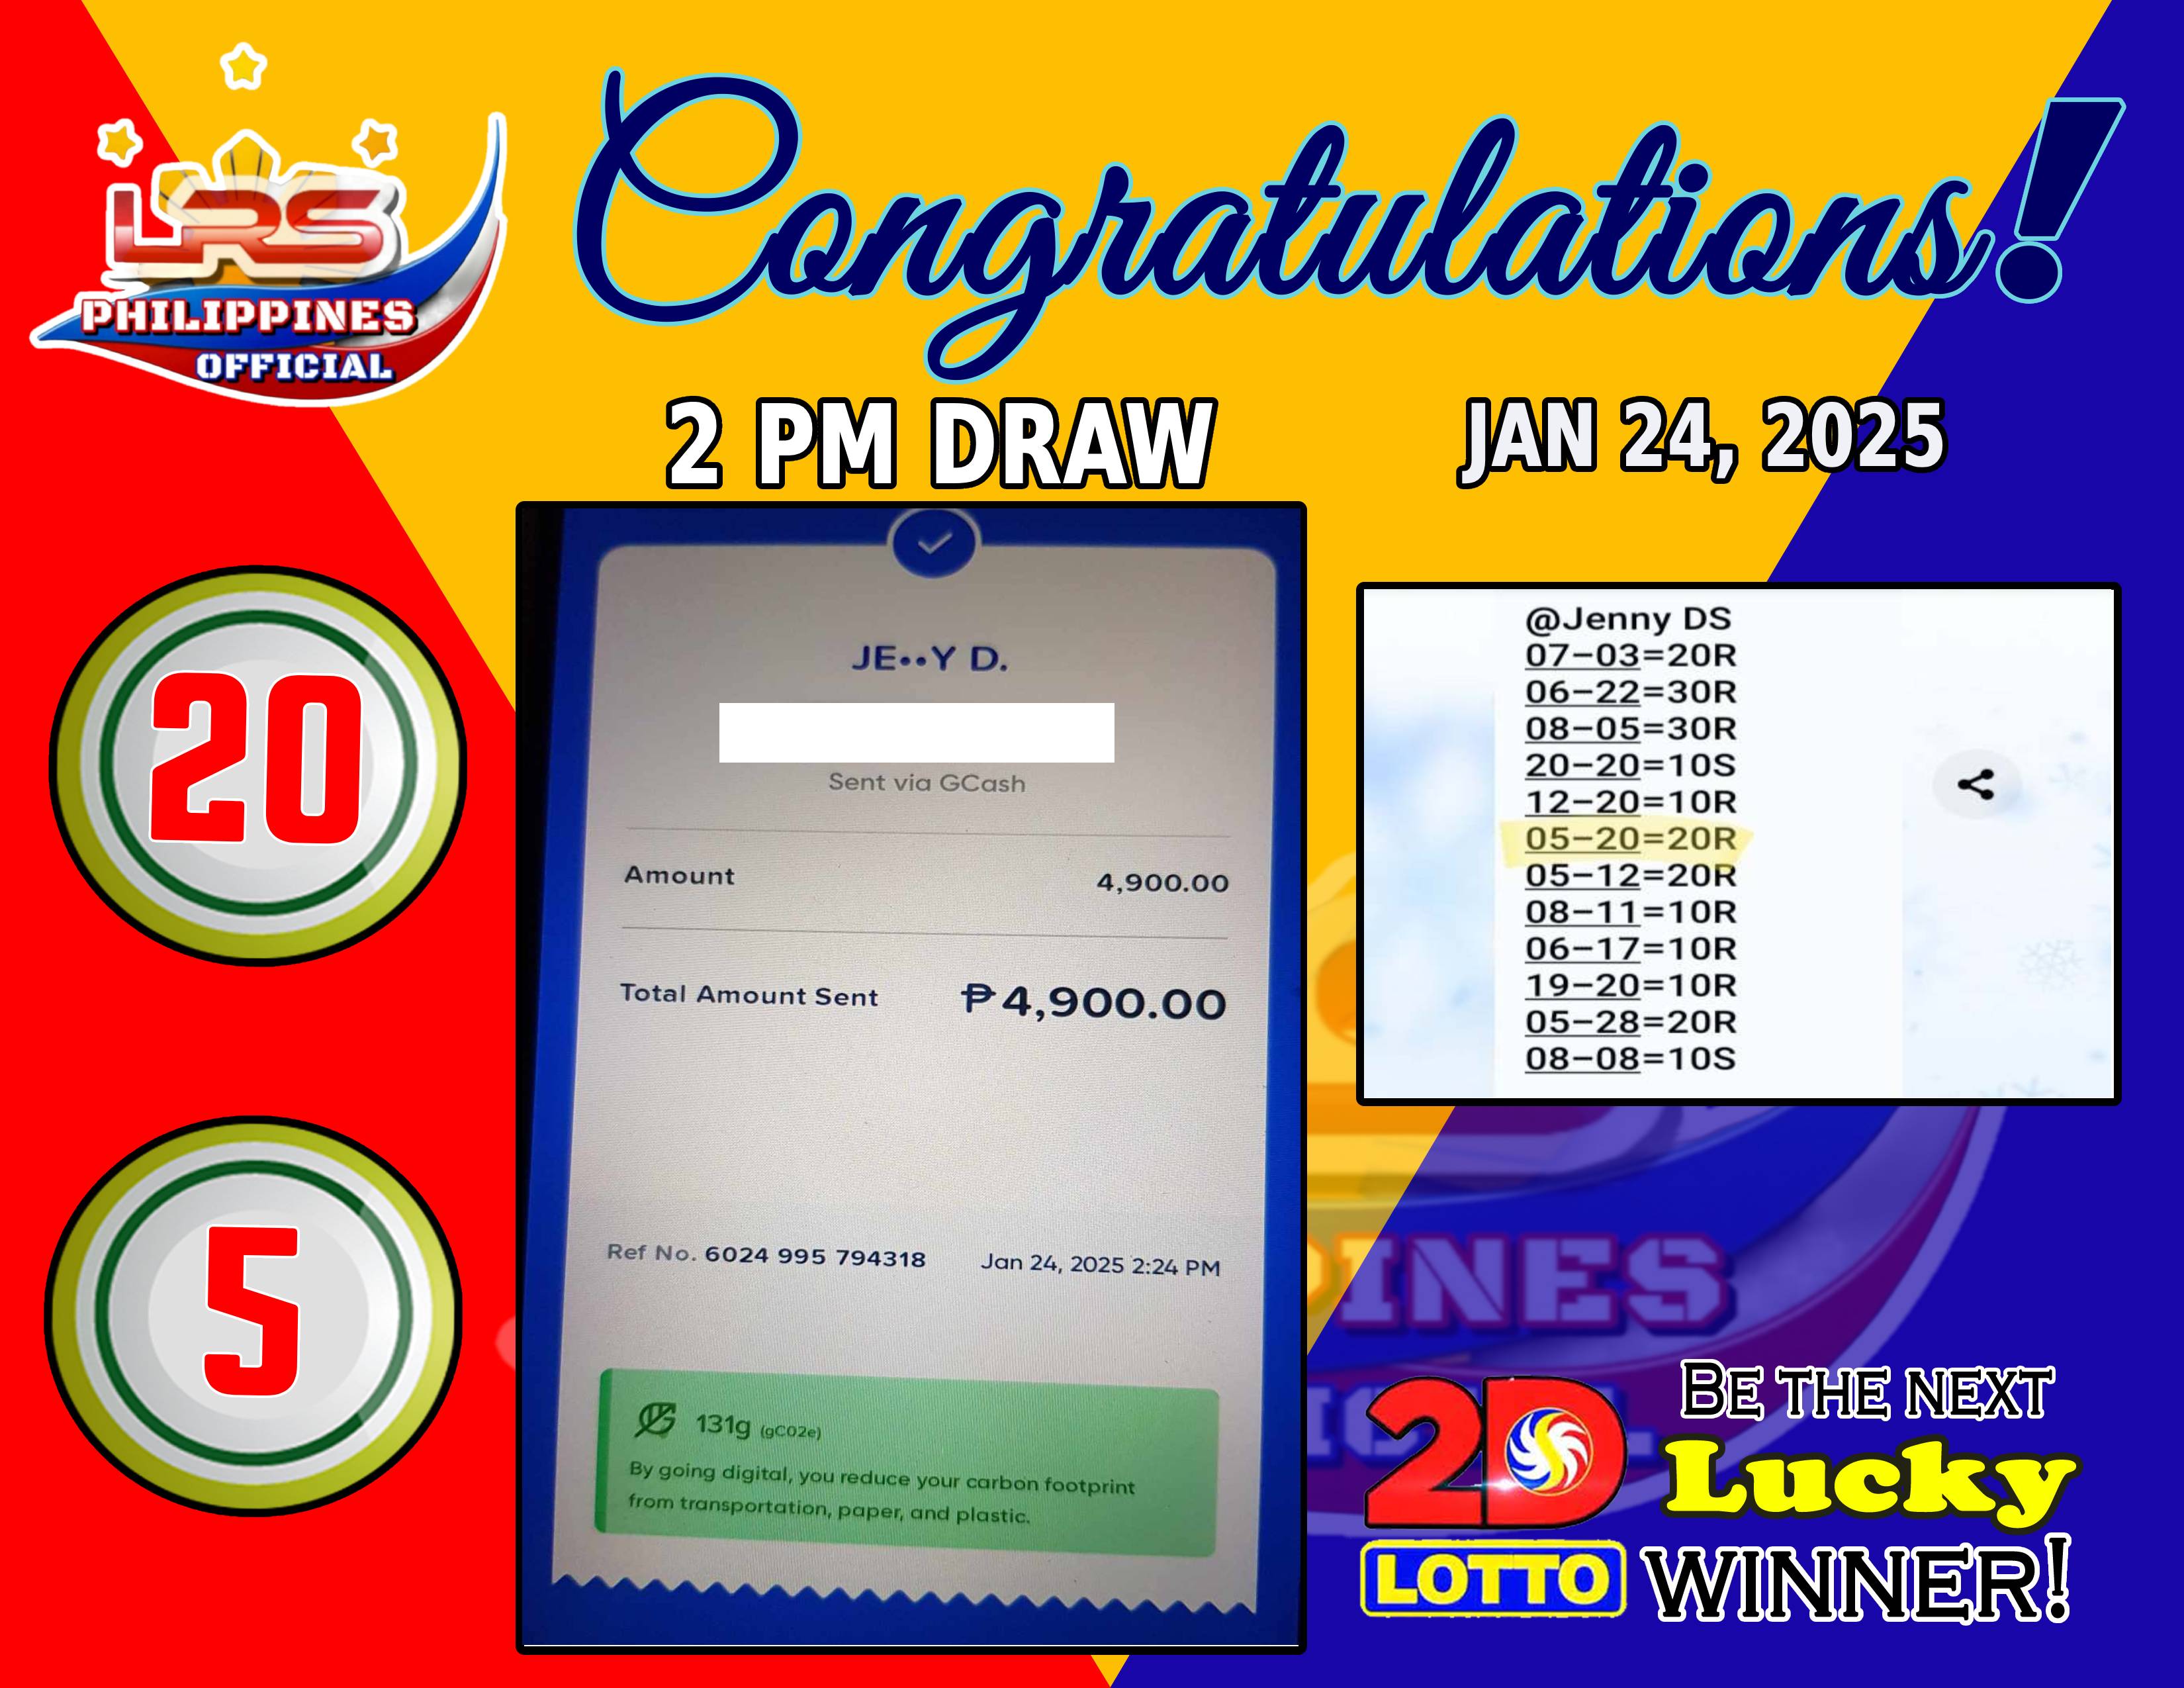 LRS
PHILIPPINES
OFFICIAL
Congratulations!
2 PM DRAW
JAN 24, 2025
20
5
JE••Y D.
Sent via GCash
Amount 4,900.00
Total Amount Sent ₱4,900.00
Ref No. 6024 995 794318 Jan 24, 2025 2:24 PM
131g (gCO2e)
By going digital, you reduce your carbon footprint
from transportation, paper, and plastic.
@Jenny DS
07-03=20R
06-22=30R
08-05=30R
20-20=10S
12-20=10R
05-20=20R
05-12=20R
08-11=10R
06-17=10R
19-20=10R
05-28=20R
08-08=10S
PINES
2D
LOTTO
BE THE NEXT
Lucky
WINNER!